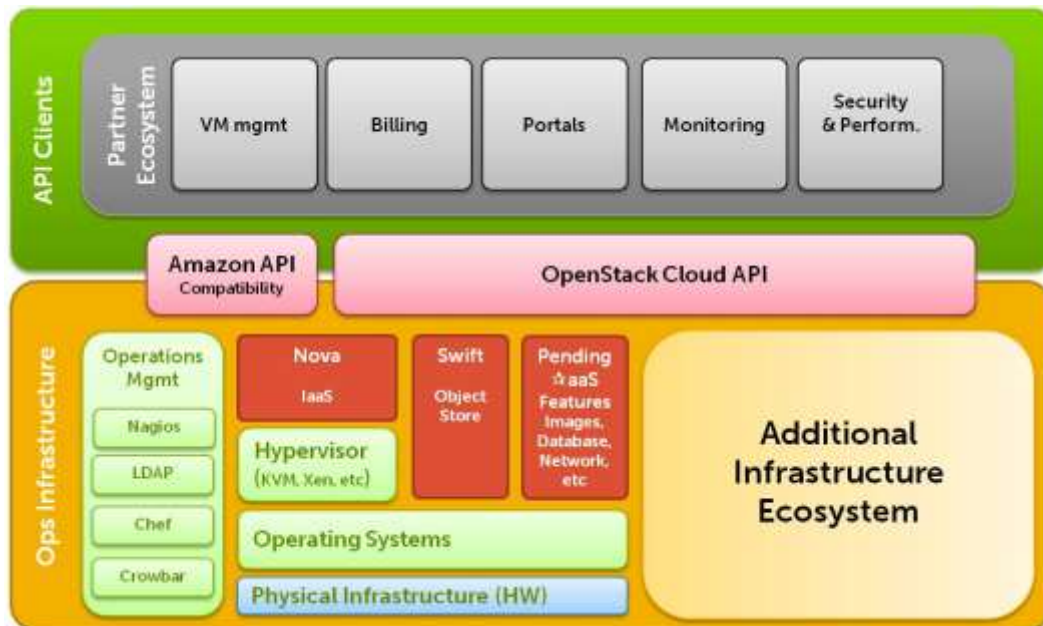 API Clients
Partner
Ecosystem
VM mgmt
Billing
Portals
Monitoring
Security
& Perform.
Amazon API
Compatibility
OpenStack Cloud API
Ops Infrastructure
Operations
Mgmt
Nagios
LDAP
Chef
Crowbar
Nova
IaaS
Hypervisor
(KVM, Xen, etc)
Swift
Object
Store
Pending
☆aaS
Features
Images,
Database,
Network,
etc
Operating Systems
Physical Infrastructure (HW)
Additional
Infrastructure
Ecosystem